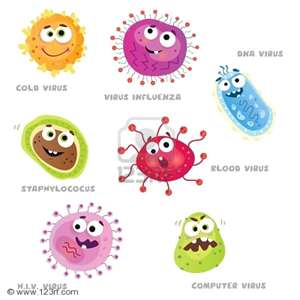 DNA VIRUS
COLD VIRUS
VIRUS INFLUENZA
BLOOD VIRUS
STAPHYLOCOCUS
H.I.V. VIRUS
COMPUTER VIRUS
© www.123rf.com